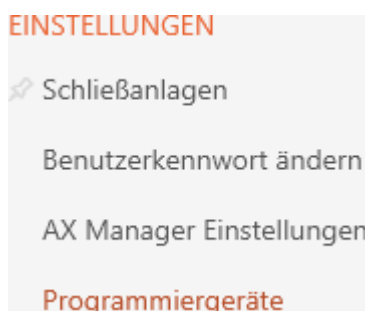 EINSTELLUNGEN
Schließanlagen
Benutzerkennwort ändern
AX Manager Einstellungen
Programmiergeräte